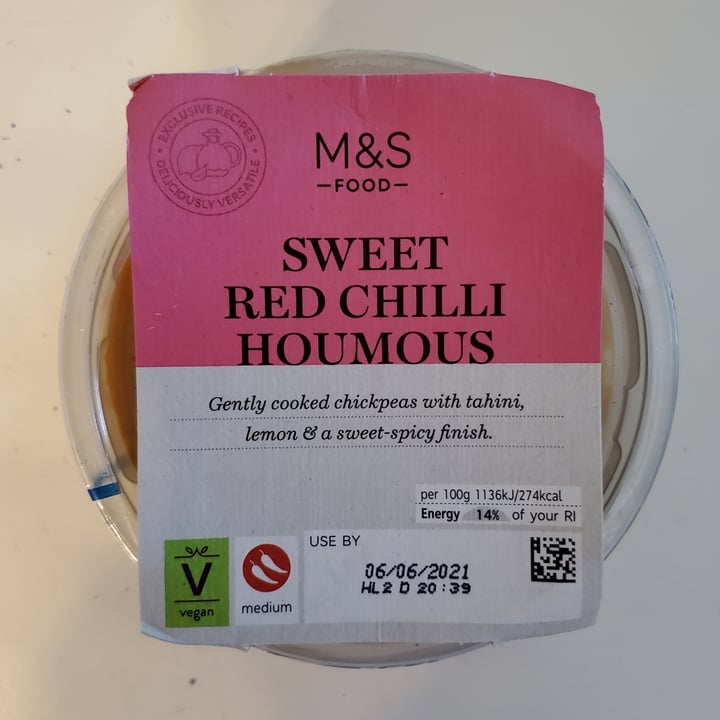 EXCLUSIVE RECIPES
DELICIOUSLY VERSATILE
M&S
FOOD
SWEET
RED CHILLI
HOUMOUS
Gently cooked chickpeas with tahini,
lemon & a sweet-spicy finish.
per 100g 1136kJ/274kcal
Energy 14% of your RI
USE BY
06/06/2021
HL2 D 20:39
V
vegan
medium